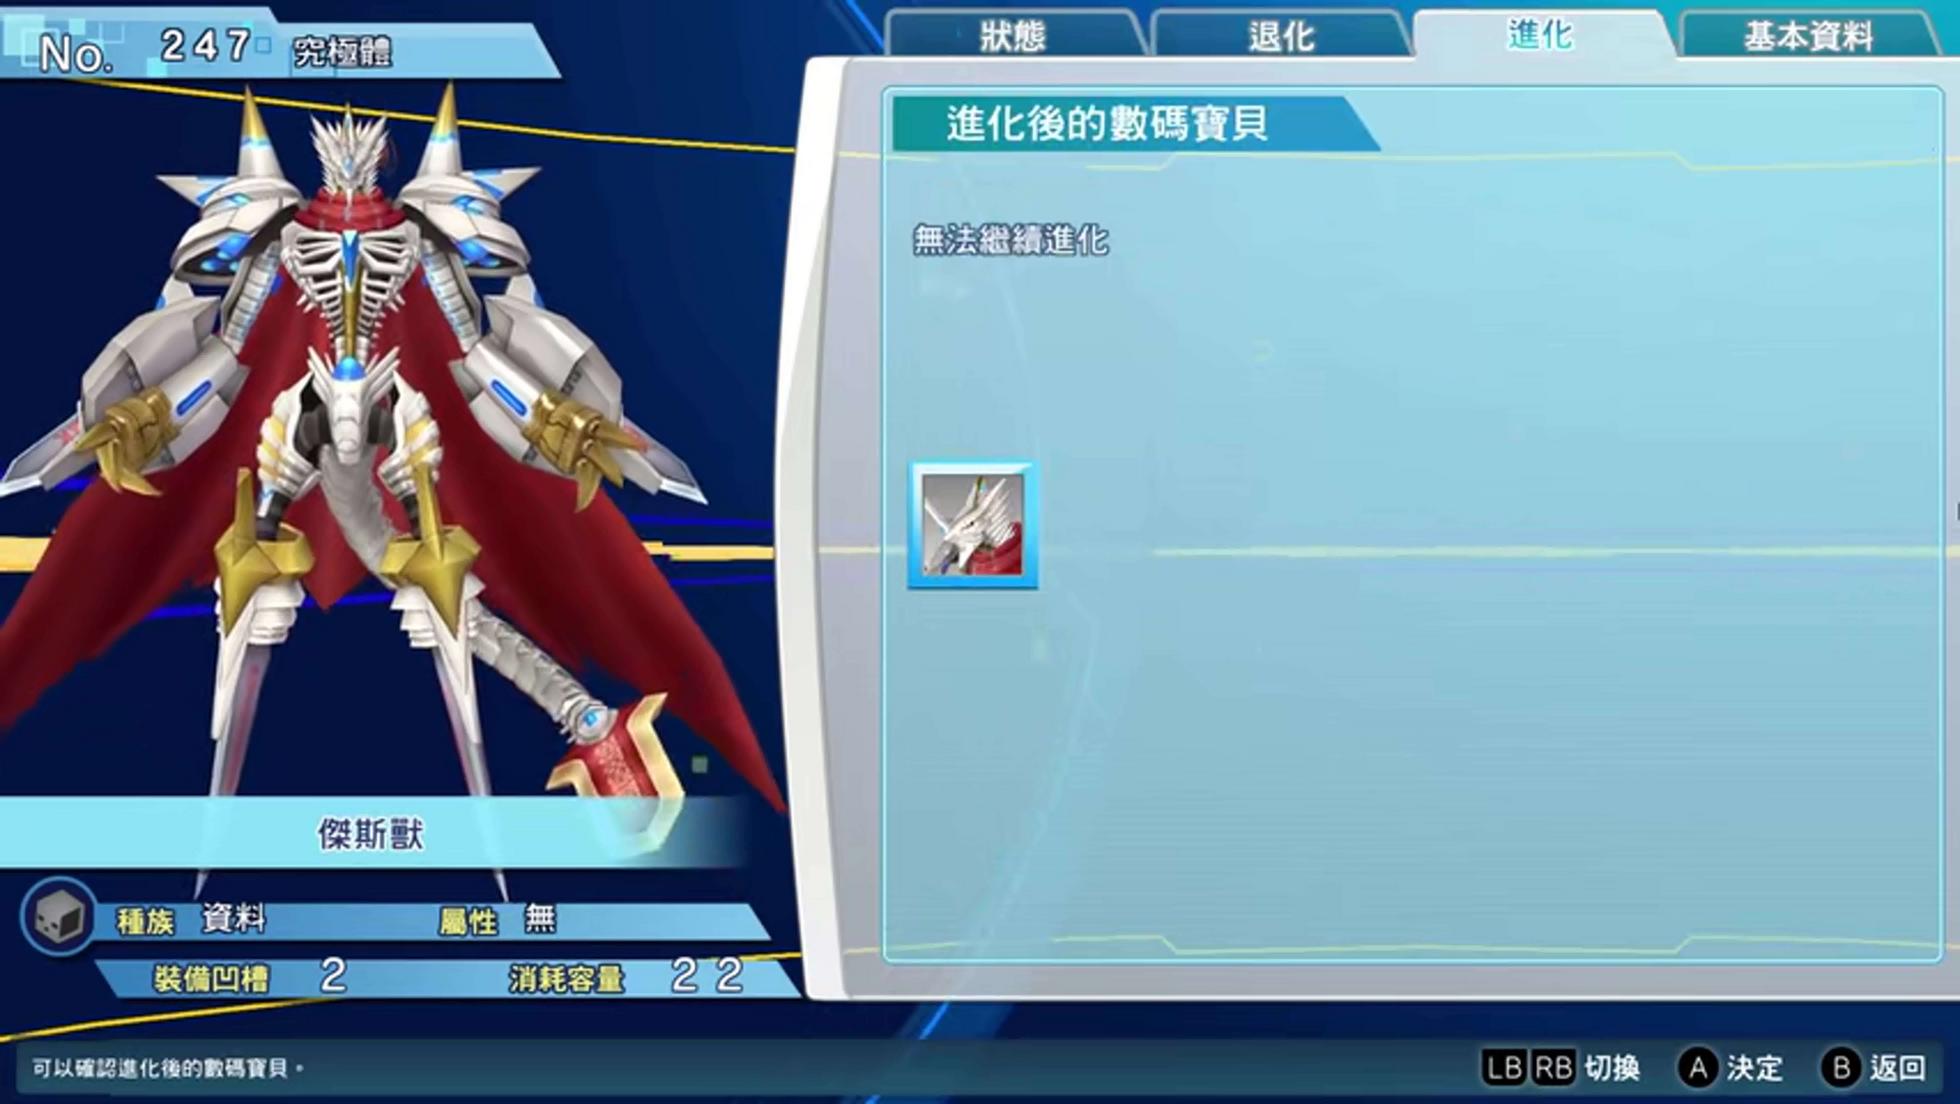 No. 247 究極體
狀態 退化 進化 基本資料
進化後的數碼寶貝
無法繼續進化
傑斯獸
種族 資料 屬性 無
裝備凹槽 2 消耗容量 22
可以確認進化後的數碼寶貝。 LB RB 切換 A 決定 B 返回